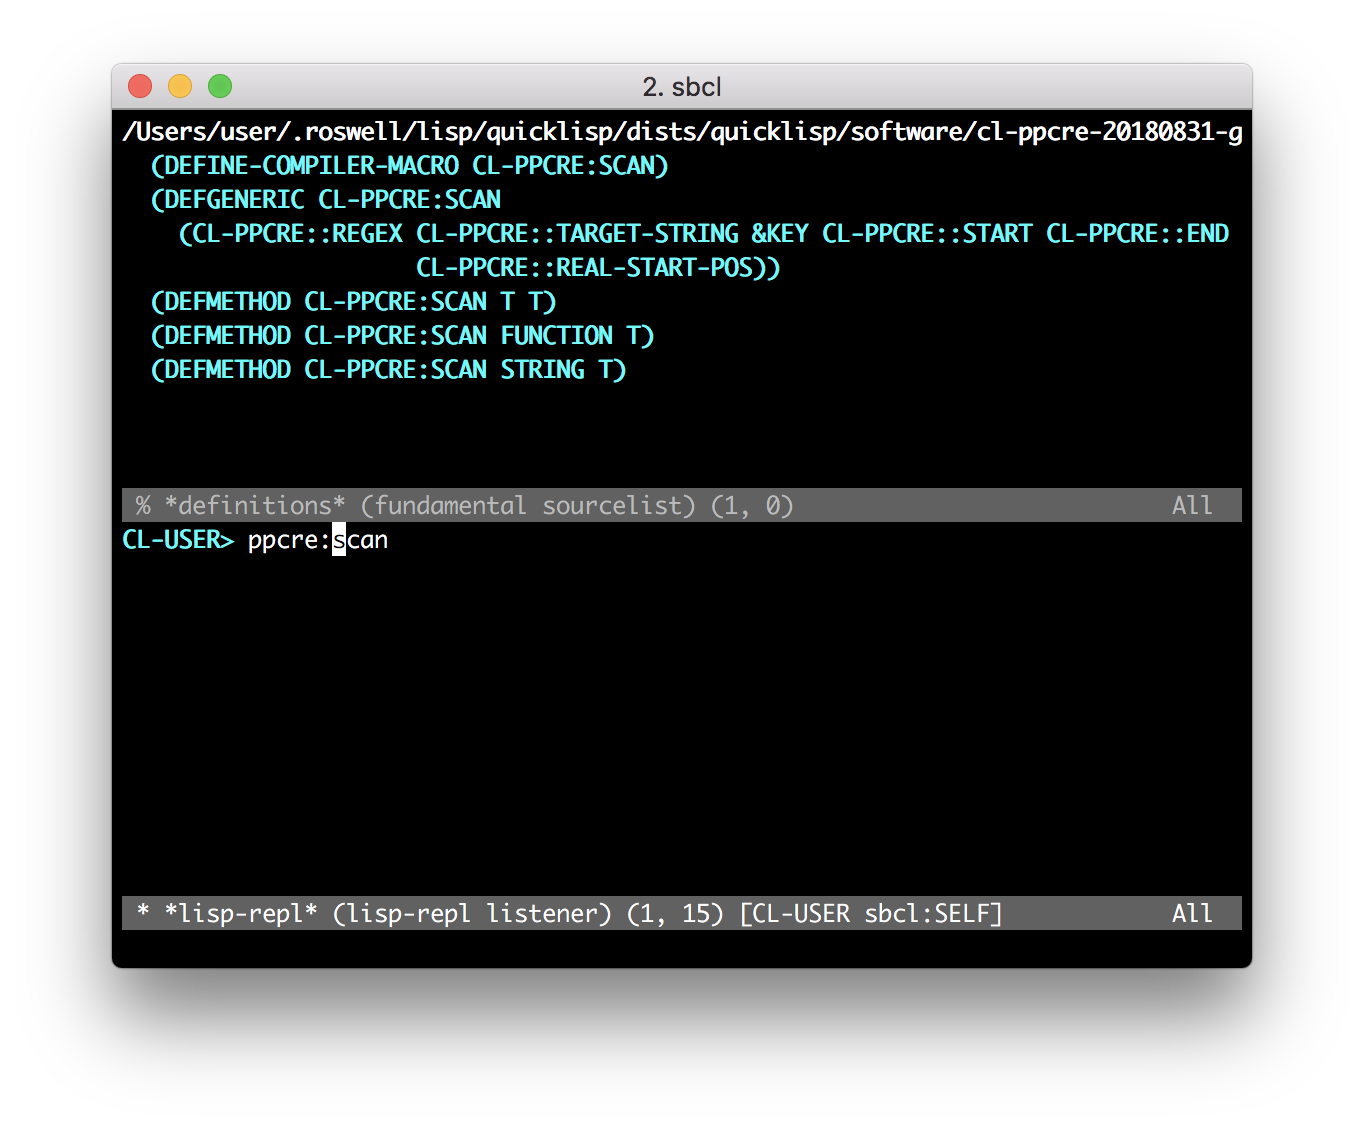 2. sbcl
/Users/user/.roswell/lisp/quicklisp/dists/quicklisp/software/cl-ppcre-20180831-g
(DEFINE-COMPILER-MACRO CL-PPCRE:SCAN)
(DEFGENERIC CL-PPCRE:SCAN
(CL-PPCRE::REGEX CL-PPCRE::TARGET-STRING &KEY CL-PPCRE::START CL-PPCRE::END
CL-PPCRE::REAL-START-POS))
(DEFMETHOD CL-PPCRE:SCAN T T)
(DEFMETHOD CL-PPCRE:SCAN FUNCTION T)
(DEFMETHOD CL-PPCRE:SCAN STRING T)
% *definitions* (fundamental sourcelist) (1, 0) All
CL-USER> ppcre:scan
* *lisp-repl* (lisp-repl listener) (1, 15) [CL-USER sbcl:SELF] All